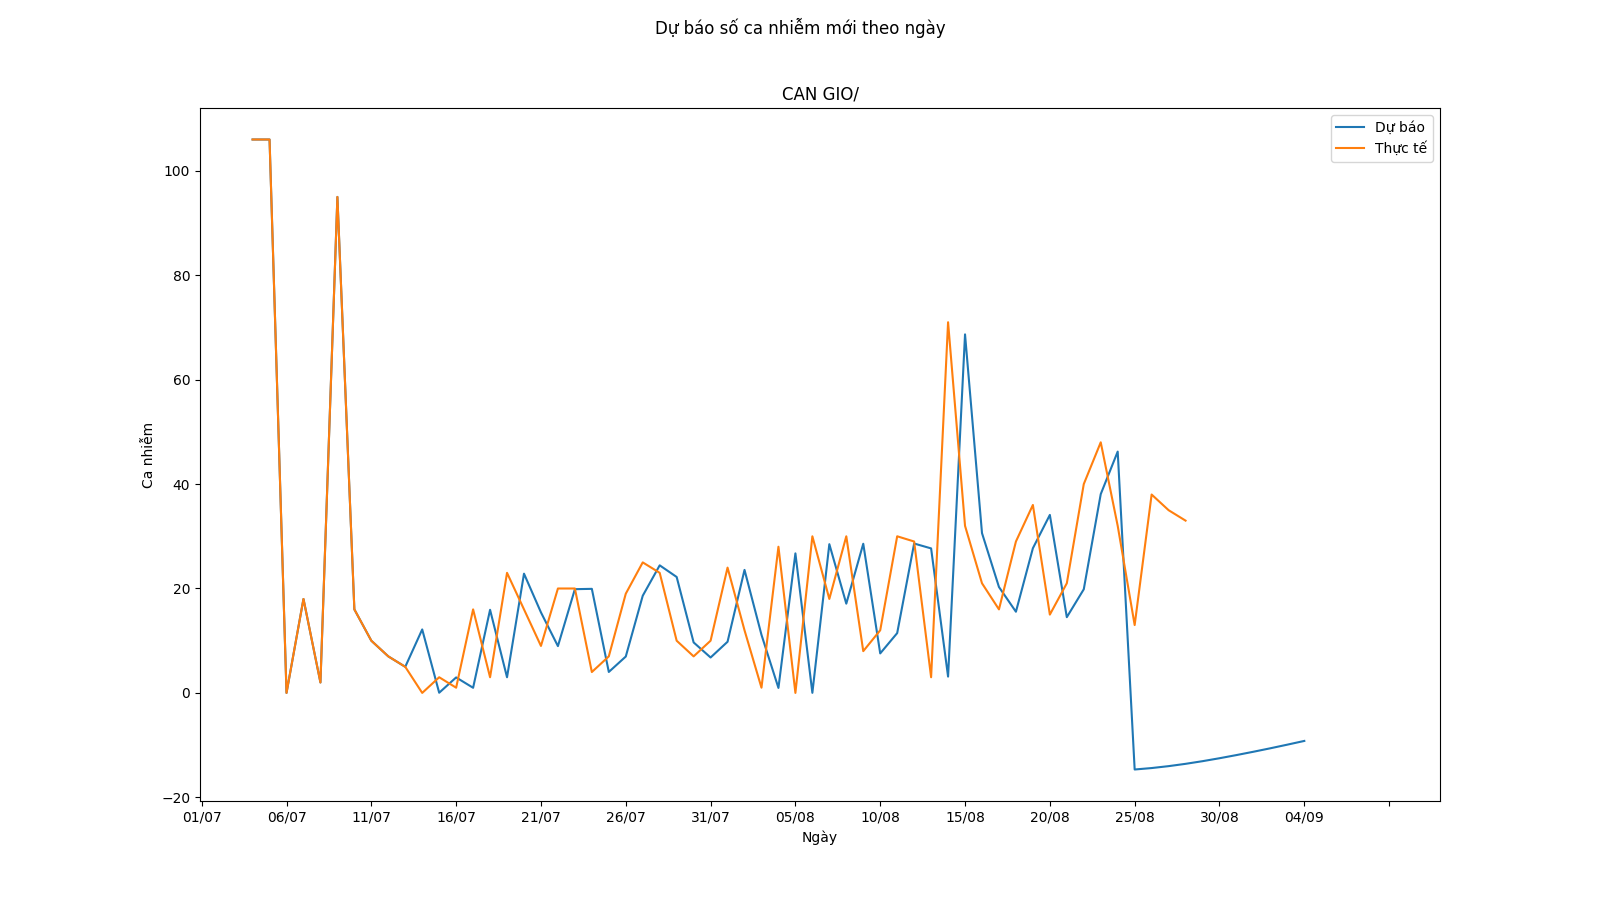 Dự báo số ca nhiễm mới theo ngày
CAN GIO/
Dự báo
Thực tế
100
80
60
40
20
0
−20
Ca nhiễm
01/07 06/07 11/07 16/07 21/07 26/07 31/07 05/08 10/08 15/08 20/08 25/08 30/08 04/09
Ngày